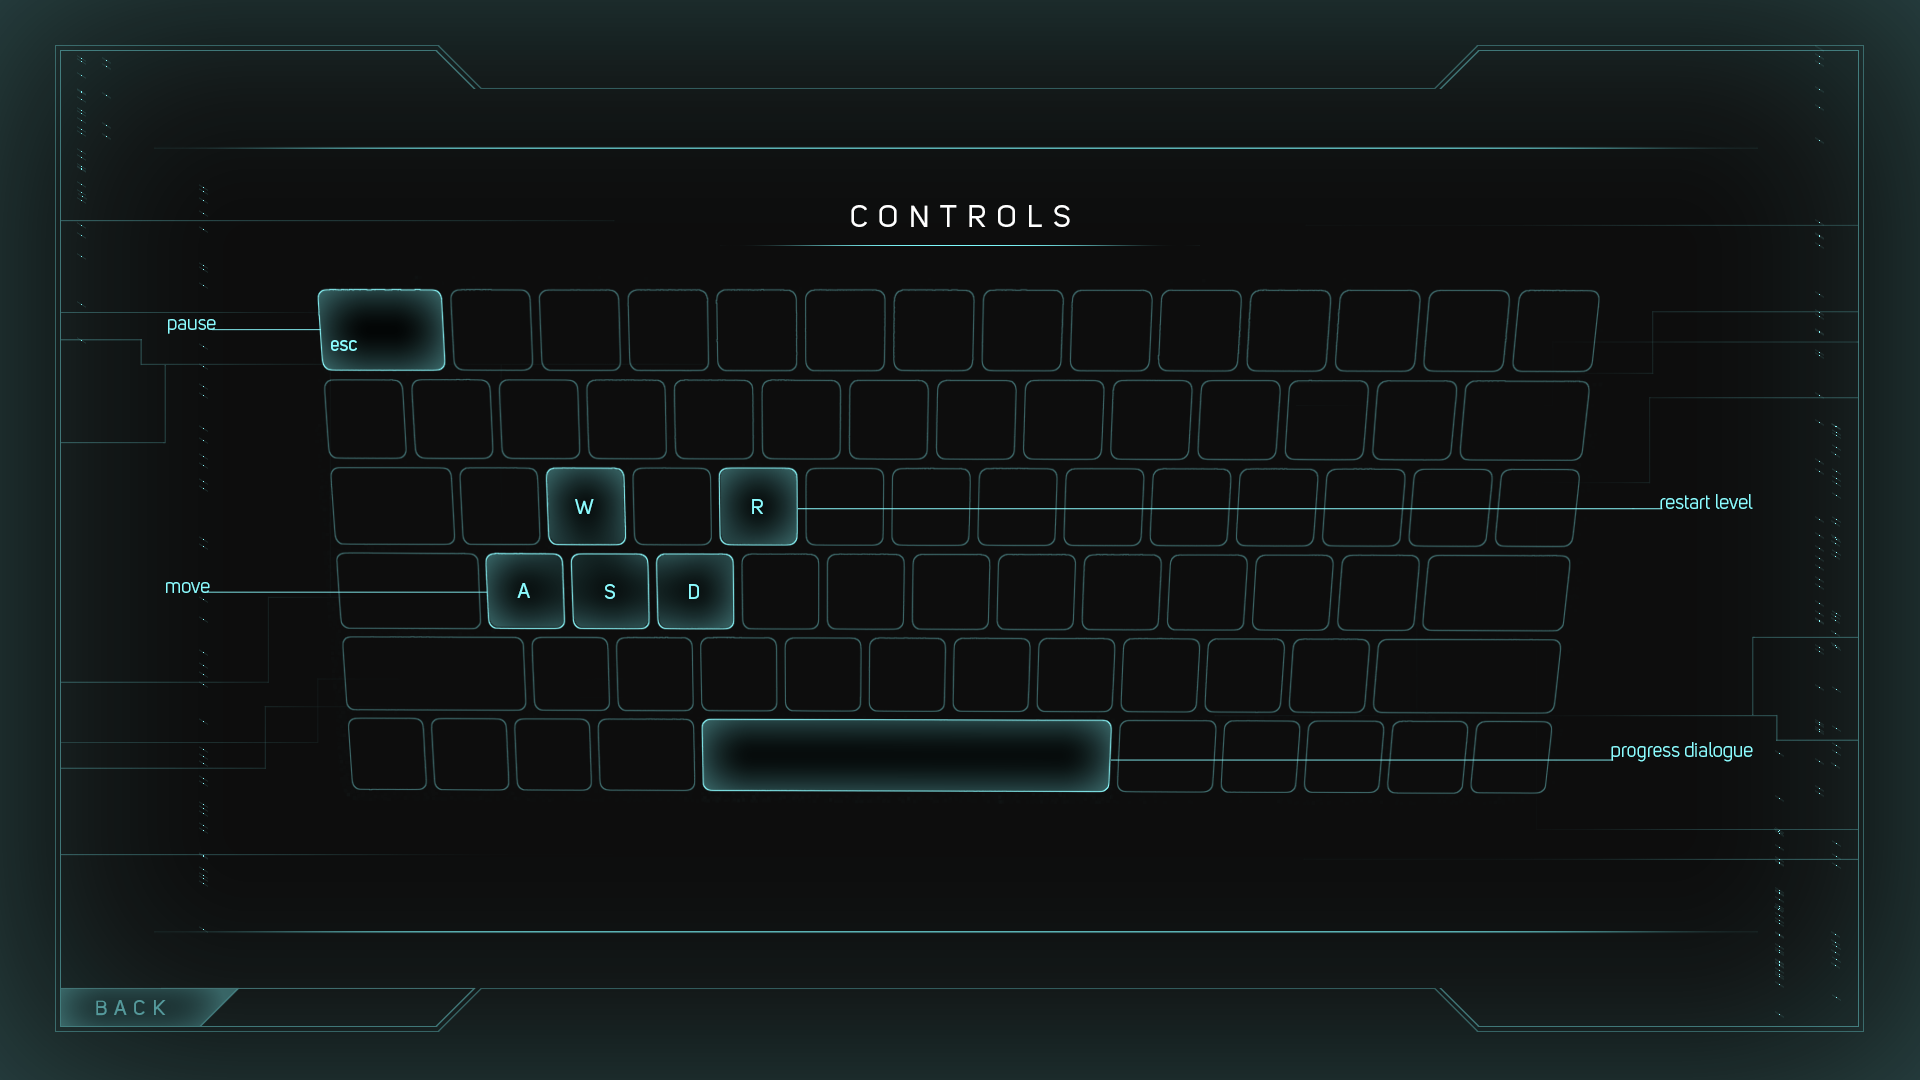 CONTROLS
pause
esc
W
R
restart level
move
A
S
D
progress dialogue
BACK